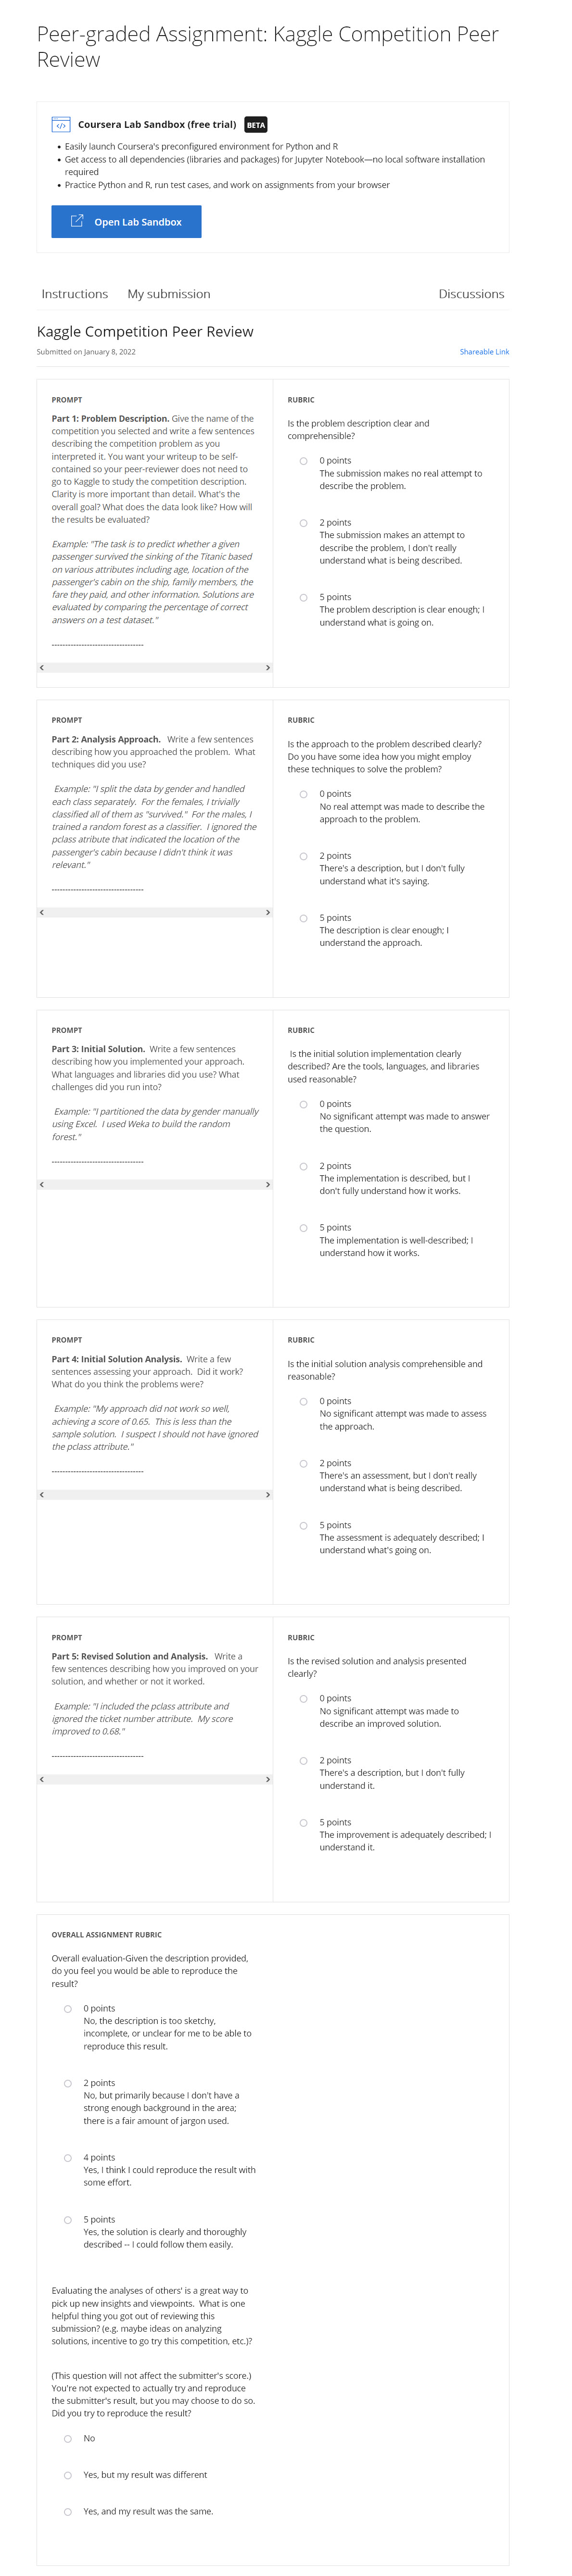 Peer-graded Assignment: Kaggle Competition Peer
Review
Coursera Lab Sandbox (free trial) BETA
• Easily launch Coursera's preconfigured environment for Python and R
• Get access to all dependencies (libraries and packages) for Jupyter Notebook—no local software installation
required
• Practice Python and R, run test cases, and work on assignments from your browser
Open Lab Sandbox
Instructions My submission Discussions
Kaggle Competition Peer Review
Submitted on January 8, 2022 Shareable Link
PROMPT
Part 1: Problem Description. Give the name of the
competition you selected and write a few sentences
describing the competition problem as you
interpreted it. You want your writeup to be self-
contained so your peer-reviewer does not need to
go to Kaggle to study the competition description.
Clarity is more important than detail. What's the
overall goal? What does the data look like? How will
the results be evaluated?
Example: "The task is to predict whether a given
passenger survived the sinking of the Titanic based
on various attributes including age, location of the
passenger's cabin on the ship, family members, the
fare they paid, and other information. Solutions are
evaluated by comparing the percentage of correct
answers on a test dataset."
----------------------------------
RUBRIC
Is the problem description clear and
comprehensible?
0 points
The submission makes no real attempt to
describe the problem.
2 points
The submission makes an attempt to
describe the problem, I don't really
understand what is being described.
5 points
The problem description is clear enough; I
understand what is going on.
PROMPT
Part 2: Analysis Approach. Write a few sentences
describing how you approached the problem. What
techniques did you use?
Example: "I split the data by gender and handled
each class separately. For the females, I trivially
classified all of them as "survived." For the males, I
trained a random forest as a classifier. I ignored the
pclass atribute that indicated the location of the
passenger's cabin because I didn't think it was
relevant."
----------------------------------
RUBRIC
Is the approach to the problem described clearly?
Do you have some idea how you might employ
these techniques to solve the problem?
0 points
No real attempt was made to describe the
approach to the problem.
2 points
There's a description, but I don't fully
understand what it's saying.
5 points
The description is clear enough; I
understand the approach.
PROMPT
Part 3: Initial Solution. Write a few sentences
describing how you implemented your approach.
What languages and libraries did you use? What
challenges did you run into?
Example: "I partitioned the data by gender manually
using Excel. I used Weka to build the random
forest."
----------------------------------
RUBRIC
Is the initial solution implementation clearly
described? Are the tools, languages, and libraries
used reasonable?
0 points
No significant attempt was made to answer
the question.
2 points
The implementation is described, but I
don't fully understand how it works.
5 points
The implementation is well-described; I
understand how it works.
PROMPT
Part 4: Initial Solution Analysis. Write a few
sentences assessing your approach. Did it work?
What do you think the problems were?
Example: "My approach did not work so well,
achieving a score of 0.65. This is less than the
sample solution. I suspect I should not have ignored
the pclass attribute."
----------------------------------
RUBRIC
Is the initial solution analysis comprehensible and
reasonable?
0 points
No significant attempt was made to assess
the approach.
2 points
There's an assessment, but I don't really
understand what is being described.
5 points
The assessment is adequately described; I
understand what's going on.
PROMPT
Part 5: Revised Solution and Analysis. Write a
few sentences describing how you improved on your
solution, and whether or not it worked.
Example: "I included the pclass attribute and
ignored the ticket number attribute. My score
improved to 0.68."
----------------------------------
RUBRIC
Is the revised solution and analysis presented
clearly?
0 points
No significant attempt was made to
describe an improved solution.
2 points
There's a description, but I don't fully
understand it.
5 points
The improvement is adequately described; I
understand it.
OVERALL ASSIGNMENT RUBRIC
Overall evaluation-Given the description provided,
do you feel you would be able to reproduce the
result?
0 points
No, the description is too sketchy,
incomplete, or unclear for me to be able to
reproduce this result.
2 points
No, but primarily because I don't have a
strong enough background in the area;
there is a fair amount of jargon used.
4 points
Yes, I think I could reproduce the result with
some effort.
5 points
Yes, the solution is clearly and thoroughly
described -- I could follow them easily.
Evaluating the analyses of others' is a great way to
pick up new insights and viewpoints. What is one
helpful thing you got out of reviewing this
submission? (e.g. maybe ideas on analyzing
solutions, incentive to go try this competition, etc.)?
(This question will not affect the submitter's score.)
You're not expected to actually try and reproduce
the submitter's result, but you may choose to do so.
Did you try to reproduce the result?
No
Yes, but my result was different
Yes, and my result was the same.